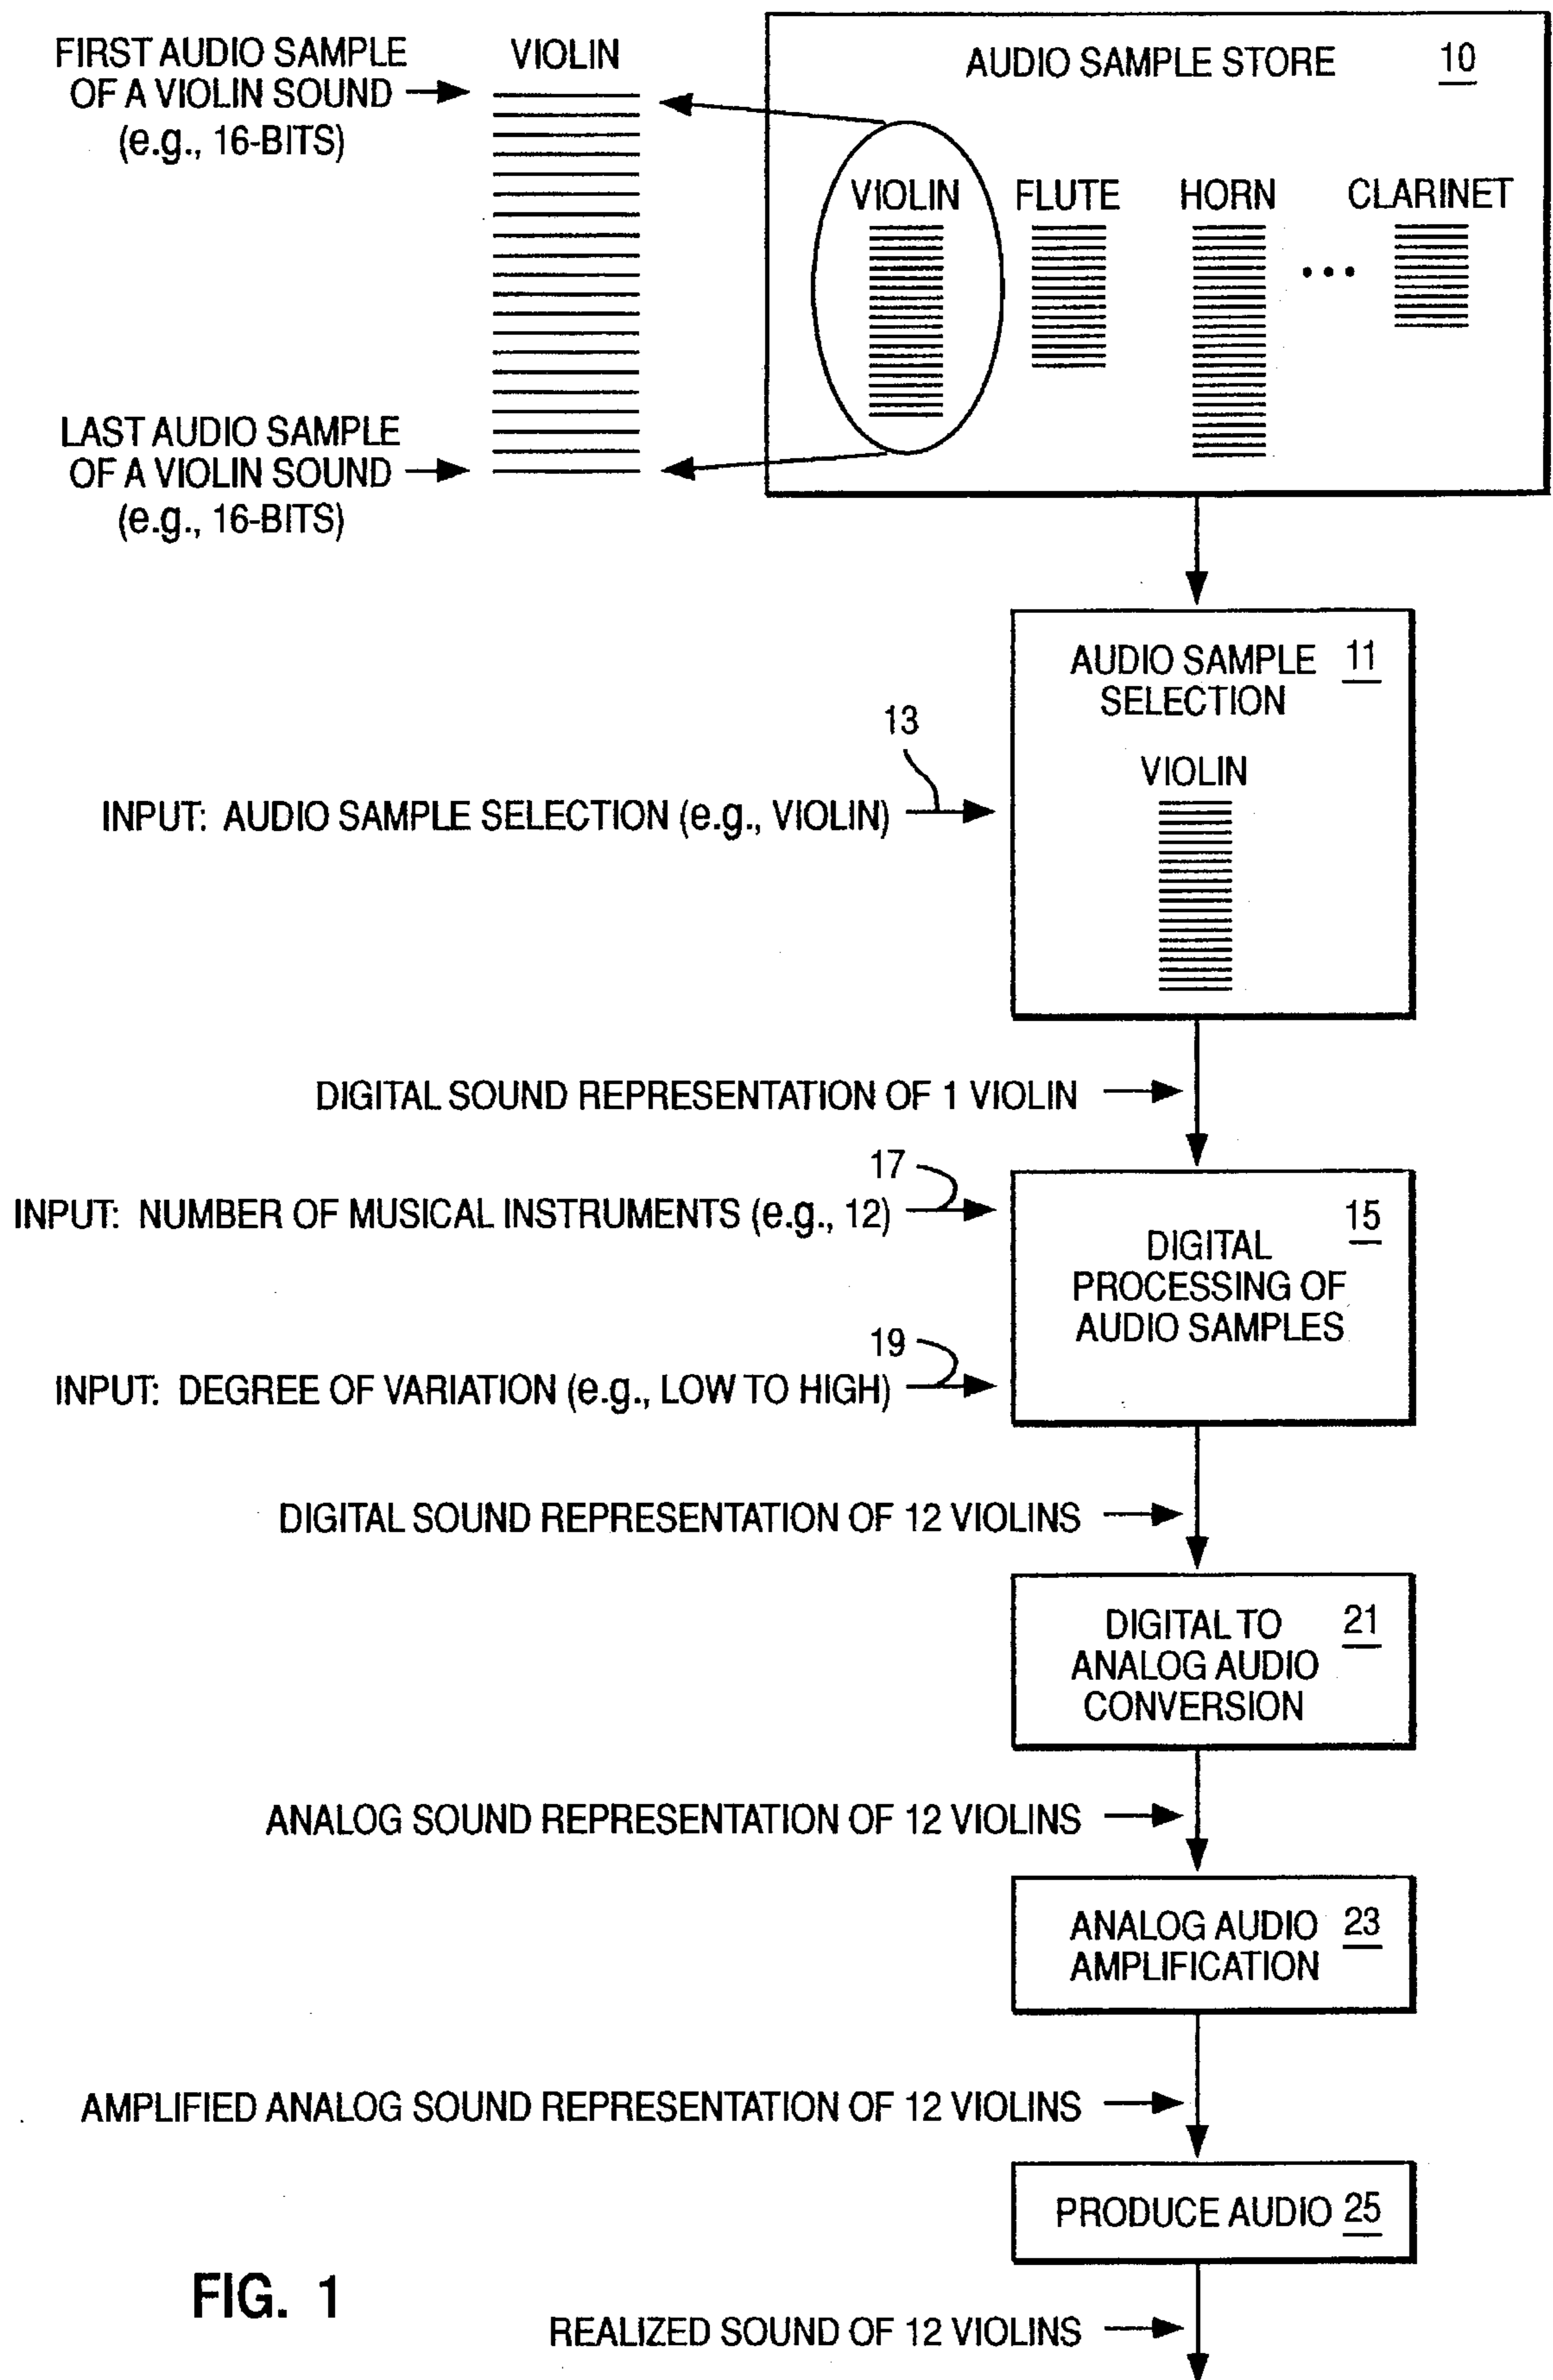 FIRST AUDIO SAMPLE
OF A VIOLIN SOUND
(e.g., 16-BITS)
VIOLIN
LAST AUDIO SAMPLE
OF A VIOLIN SOUND
(e.g., 16-BITS)
AUDIO SAMPLE STORE 10
VIOLIN FLUTE HORN ... CLARINET
AUDIO SAMPLE 11
SELECTION
VIOLIN
13
INPUT: AUDIO SAMPLE SELECTION (e.g., VIOLIN)
DIGITAL SOUND REPRESENTATION OF 1 VIOLIN
17
INPUT: NUMBER OF MUSICAL INSTRUMENTS (e.g., 12)
15
DIGITAL
PROCESSING OF
AUDIO SAMPLES
19
INPUT: DEGREE OF VARIATION (e.g., LOW TO HIGH)
DIGITAL SOUND REPRESENTATION OF 12 VIOLINS
DIGITAL TO 21
ANALOG AUDIO
CONVERSION
ANALOG SOUND REPRESENTATION OF 12 VIOLINS
ANALOG AUDIO 23
AMPLIFICATION
AMPLIFIED ANALOG SOUND REPRESENTATION OF 12 VIOLINS
PRODUCE AUDIO 25
FIG. 1
REALIZED SOUND OF 12 VIOLINS